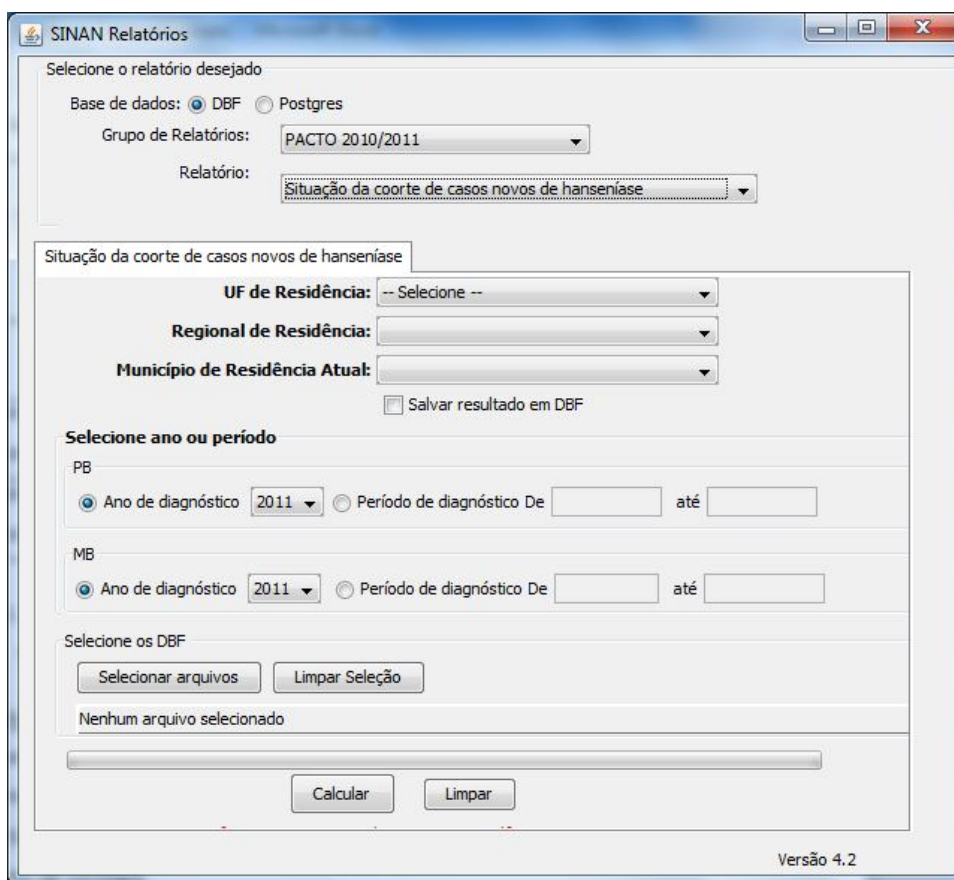 SINAN Relatórios
Selecione o relatório desejado
Base de dados: DBF Postgres
Grupo de Relatórios: PACTO 2010/2011
Relatório: Situação da coorte de casos novos de hanseníase
Situação da coorte de casos novos de hanseníase
UF de Residência: -- Selecione --
Regional de Residência:
Município de Residência Atual:
Salvar resultado em DBF
Selecione ano ou período
PB
Ano de diagnóstico 2011 Período de diagnóstico De até
MB
Ano de diagnóstico 2011 Período de diagnóstico De até
Selecione os DBF
Selecionar arquivos Limpar Seleção
Nenhum arquivo selecionado
Calcular Limpar
Versão 4.2